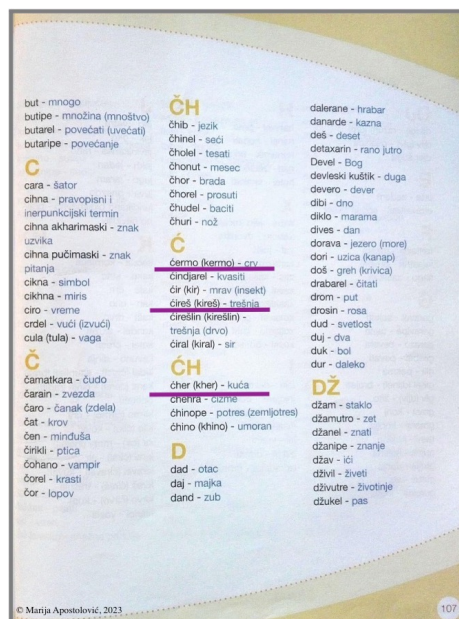 but - mnogo
butipe - množina (mnoštvo)
butarel - povećati (uvećati)
butaripe - povećanje
C
cara - šator
cihna - pravopisni i
inerpunkcijski termin
cihna akharimaski - znak
uzvika
cihna pučimaski - znak
pitanja
cikna - simbol
cikhna - miris
ciro - vreme
crdel - vući (izvući)
cula (tula) - vaga
Č
čamatkara - čudo
čarain - zvezda
čaro - čanak (zdela)
čat - krov
čen - minđuša
čirikli - ptica
čohano - vampir
čorel - krasti
čor - lopov
ČH
čhib - jezik
čhinel - seći
čholel - tesati
čhonut - mesec
čhor - brada
čhorel - prosuti
čhudel - baciti
čhuri - nož
Ć
ćermo (kermo) - crv
ćindjarel - kvasiti
ćir (kir) - mrav (insekt)
ćireš (kireš) - trešnja
ćirešlin (kirešlin) -
trešnja (drvo)
ćiral (kiral) - sir
ĆH
ćher (kher) - kuća
ćhehra - čizme
ćhinope - potres (zemljotres)
ćhino (khino) - umoran
D
dad - otac
daj - majka
dand - zub
dalerane - hrabar
danarde - kazna
deš - deset
detaxarin - rano jutro
Devel - Bog
devleski kuštik - duga
devero - dever
dibi - dno
diklo - marama
dives - dan
dorava - jezero (more)
dori - uzica (kanap)
doš - greh (krivica)
drabarel - čitati
drom - put
drosin - rosa
dud - svetlost
duj - dva
duk - bol
dur - daleko
DŽ
džam - staklo
džamutro - zet
džanel - znati
džanipe - znanje
džav - ići
dživil - živeti
dživutre - životinje
džukel - pas
© Marija Apostolović, 2023
107